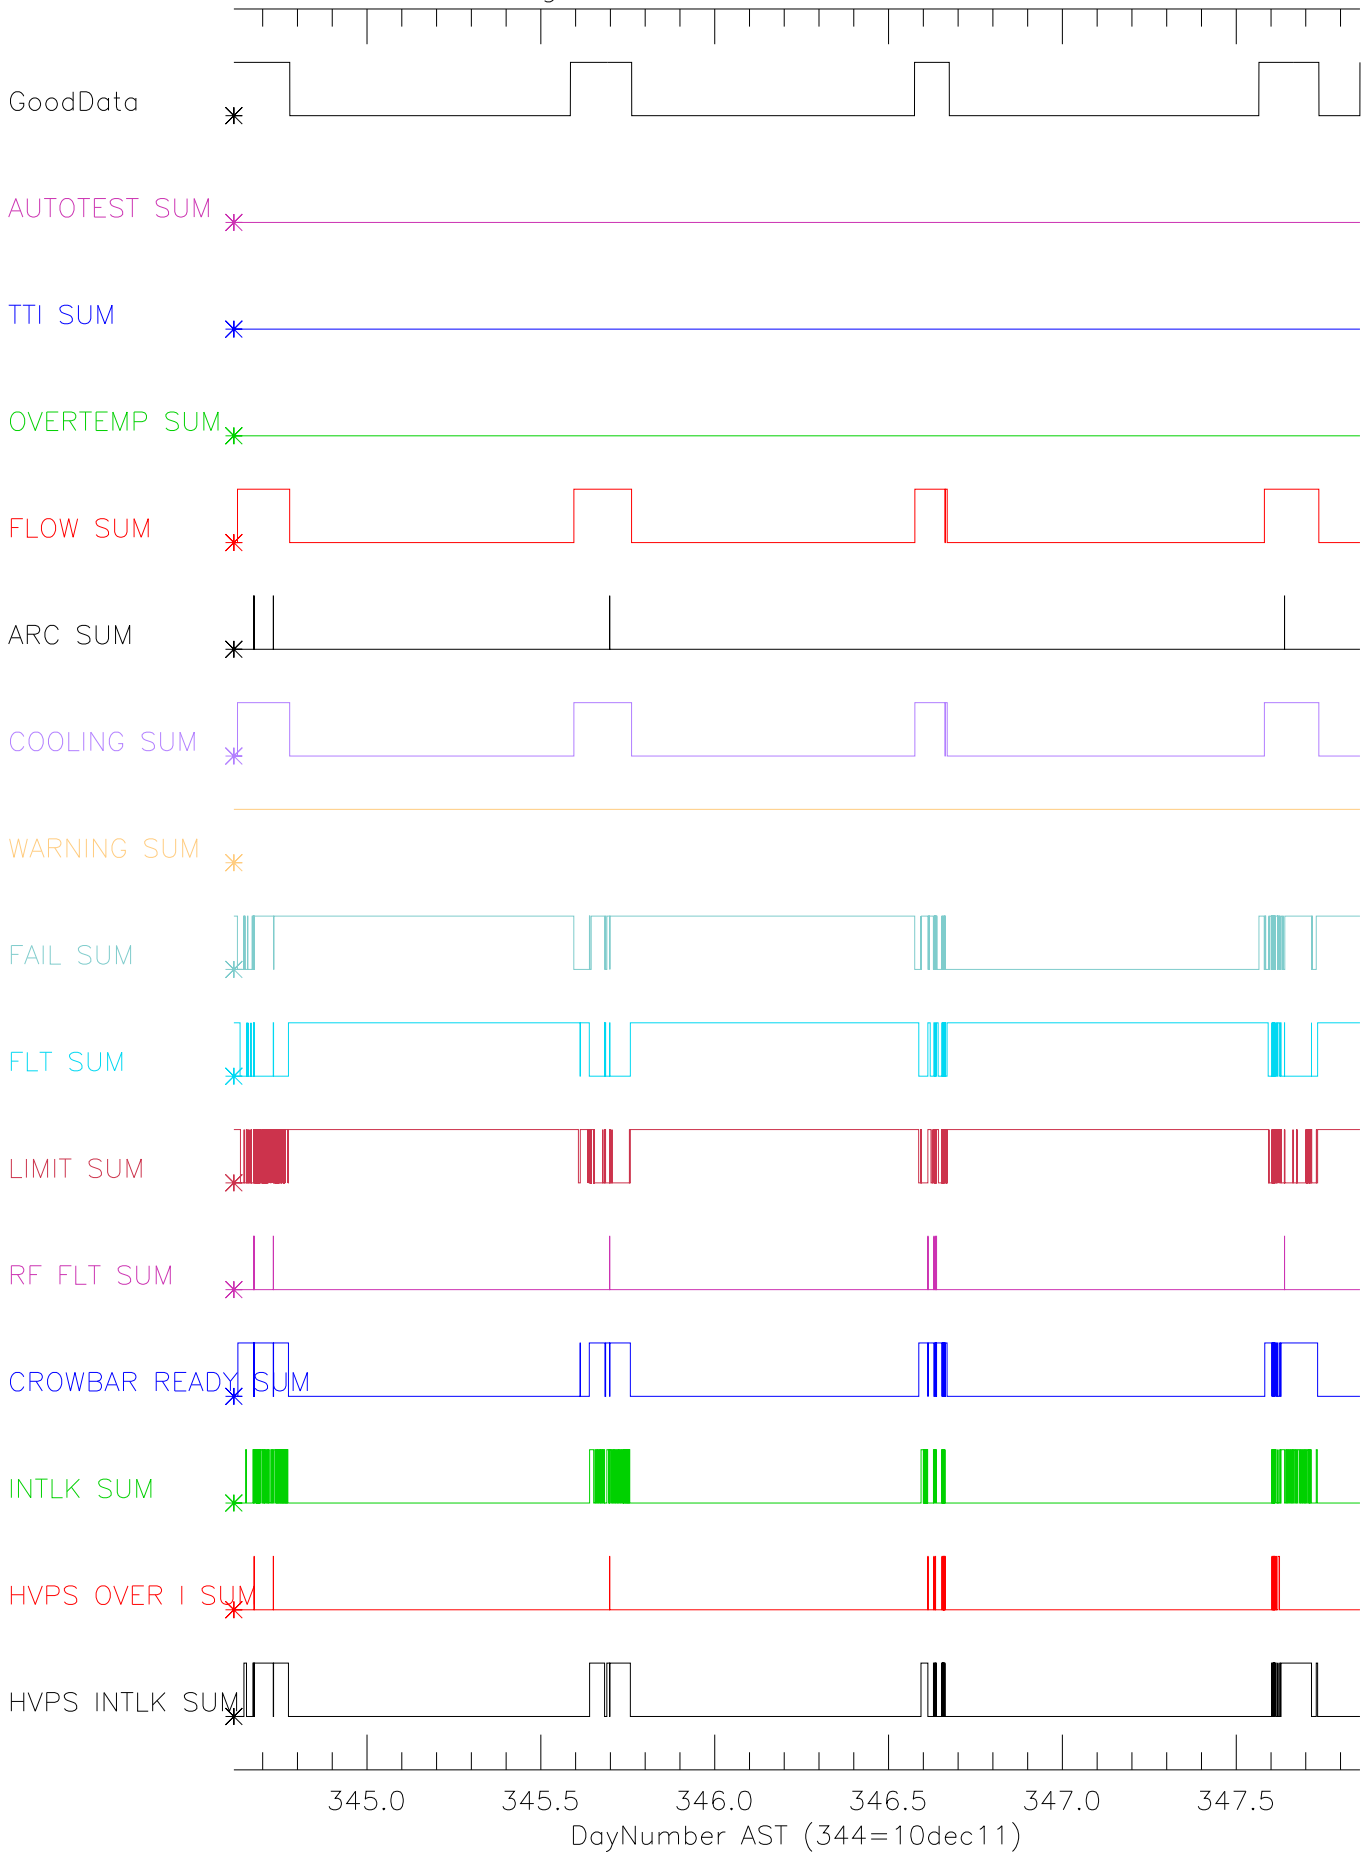 GoodData
AUTOTEST SUM
TTI SUM
OVERTEMP SUM
FLOW SUM
ARC SUM
COOLING SUM
WARNING SUM
FAIL SUM
FLT SUM
LIMIT SUM
RF FLT SUM
CROWBAR READY SUM
INTLK SUM
HVPS OVER I SUM
HVPS INTLK SUM
345.0 345.5 346.0 346.5 347.0 347.5
DayNumber AST (344=10dec11)